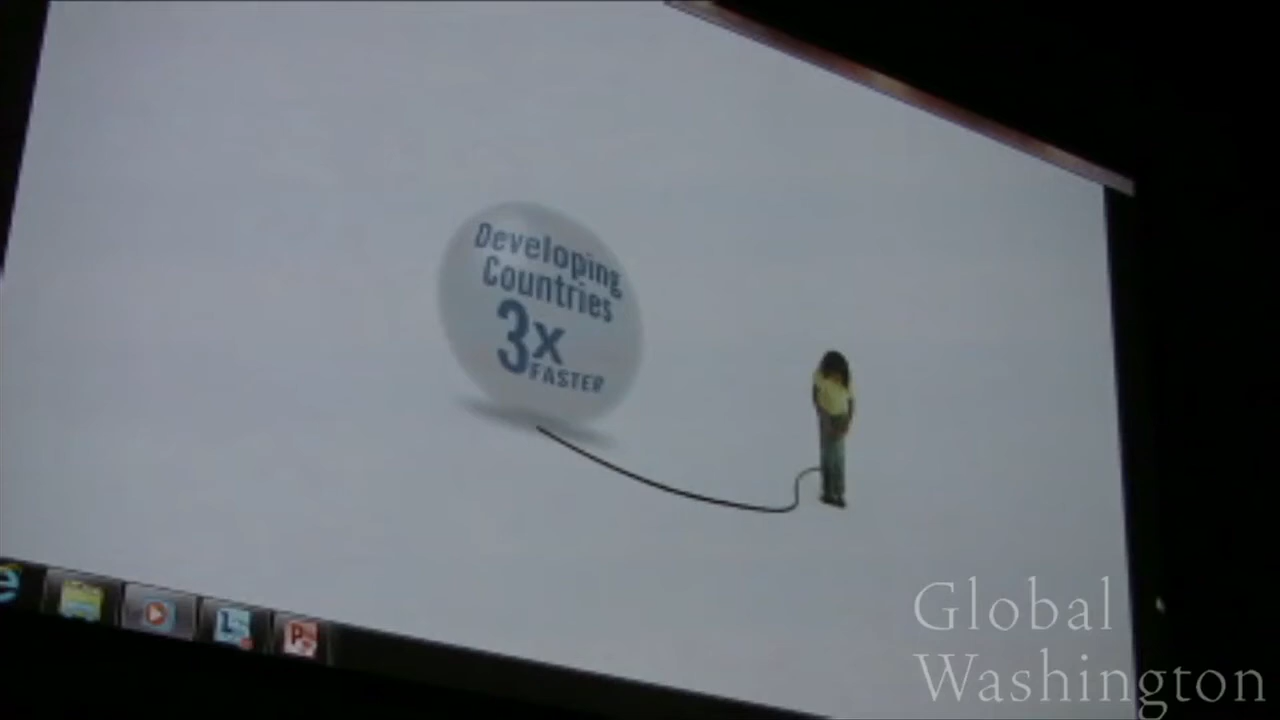 Developing
Countries
3x
FASTER
Global
Washington